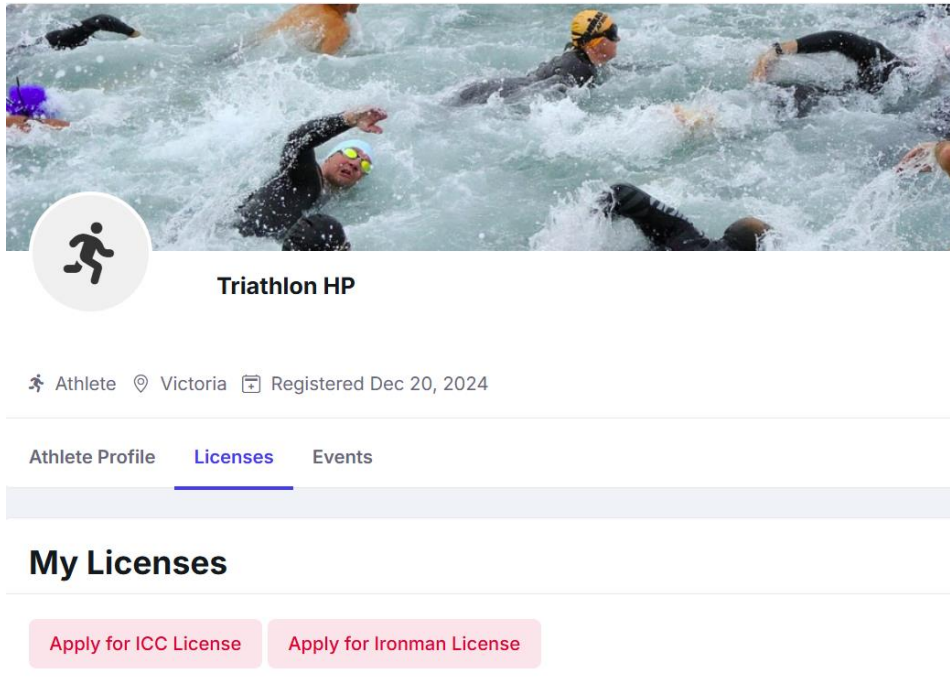 Triathlon HP
Athlete Victoria Registered Dec 20, 2024
Athlete Profile Licenses Events
My Licenses
Apply for ICC License Apply for Ironman License